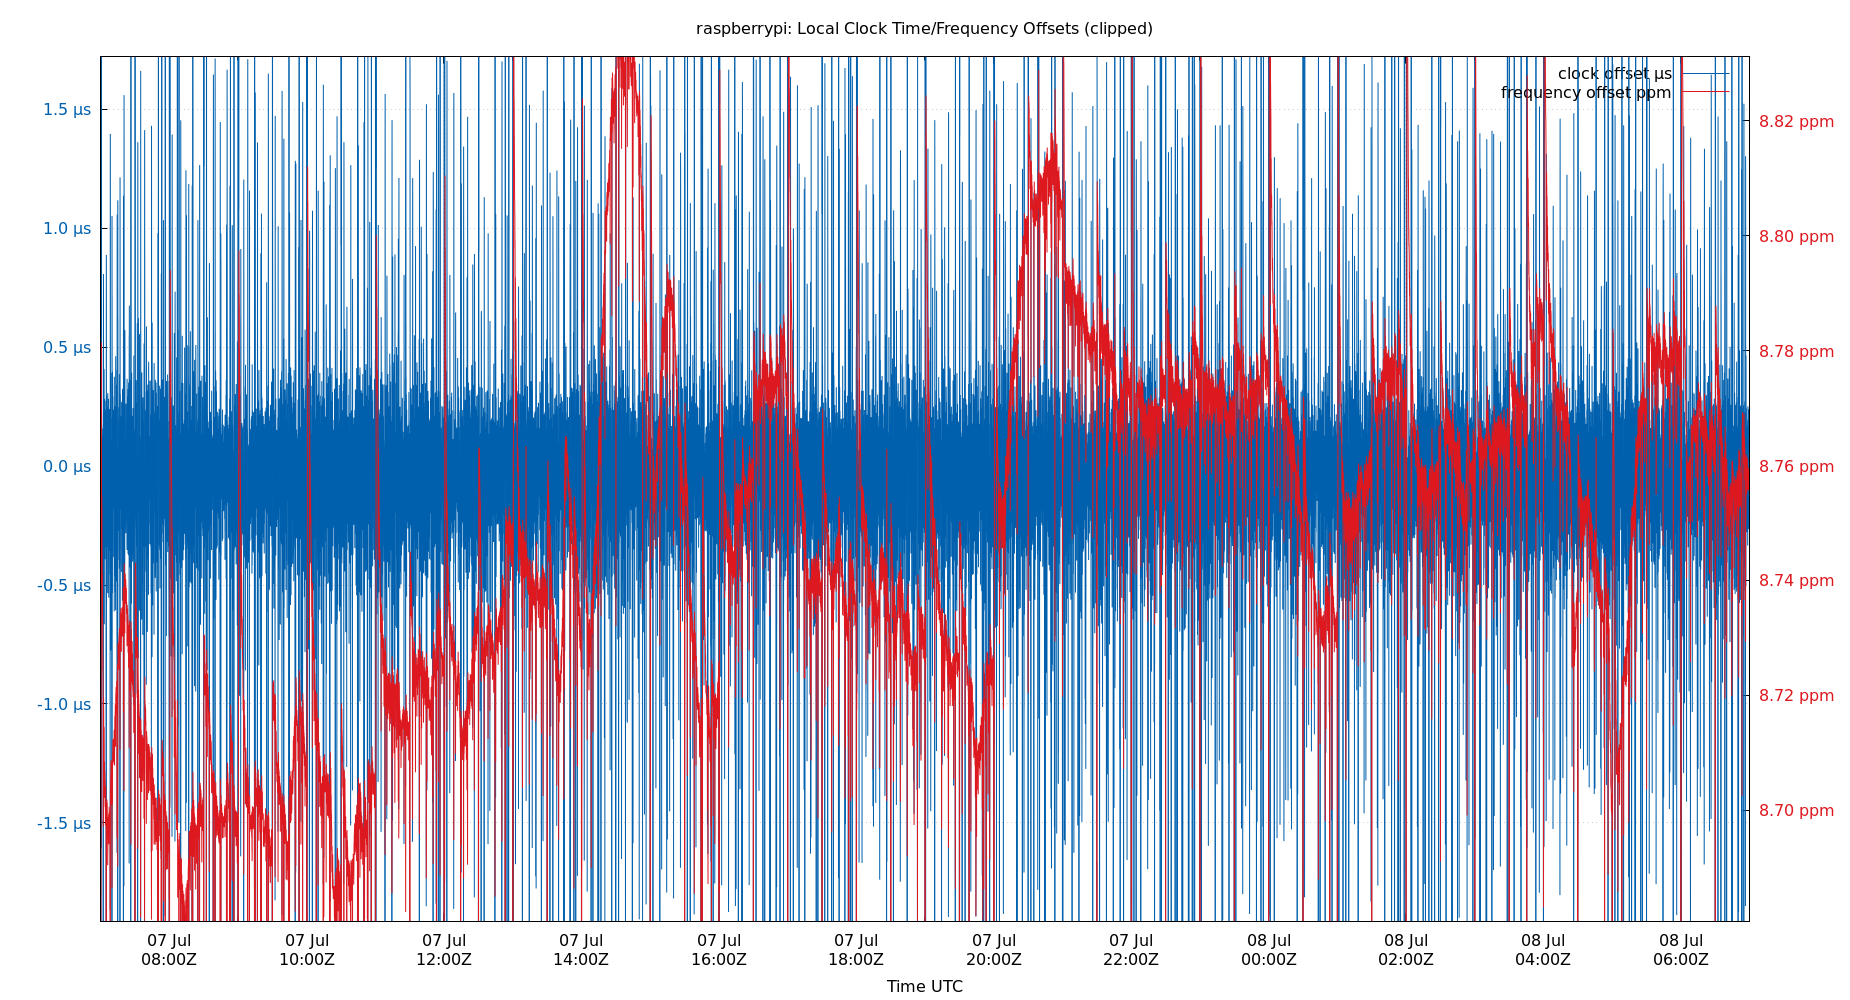 raspberrypi: Local Clock Time/Frequency Offsets (clipped)
clock offset µs
frequency offset ppm
1.5 µs
1.0 µs
0.5 µs
0.0 µs
-0.5 µs
-1.0 µs
-1.5 µs
8.82 ppm
8.80 ppm
8.78 ppm
8.76 ppm
8.74 ppm
8.72 ppm
8.70 ppm
07 Jul 07 Jul 07 Jul 07 Jul 07 Jul 07 Jul 07 Jul 07 Jul 08 Jul 08 Jul 08 Jul 08 Jul
08:00Z 10:00Z 12:00Z 14:00Z 16:00Z 18:00Z 20:00Z 22:00Z 00:00Z 02:00Z 04:00Z 06:00Z
Time UTC